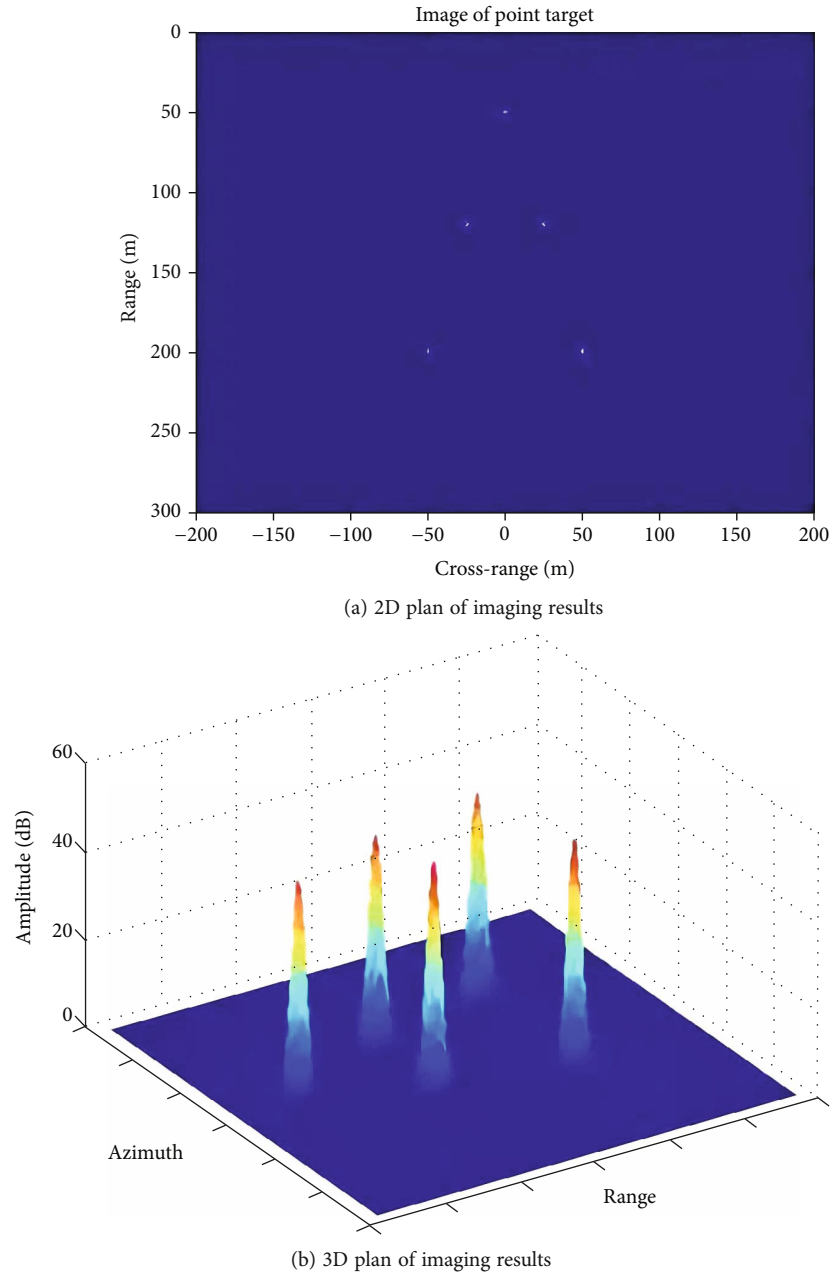 Image of point target
0
50
100
150
200
250
300
Range (m)
−200 −150 −100 −50 0 50 100 150 200
Cross-range (m)
(a) 2D plan of imaging results
60
40
20
0
Amplitude (dB)
Azimuth
Range
(b) 3D plan of imaging results